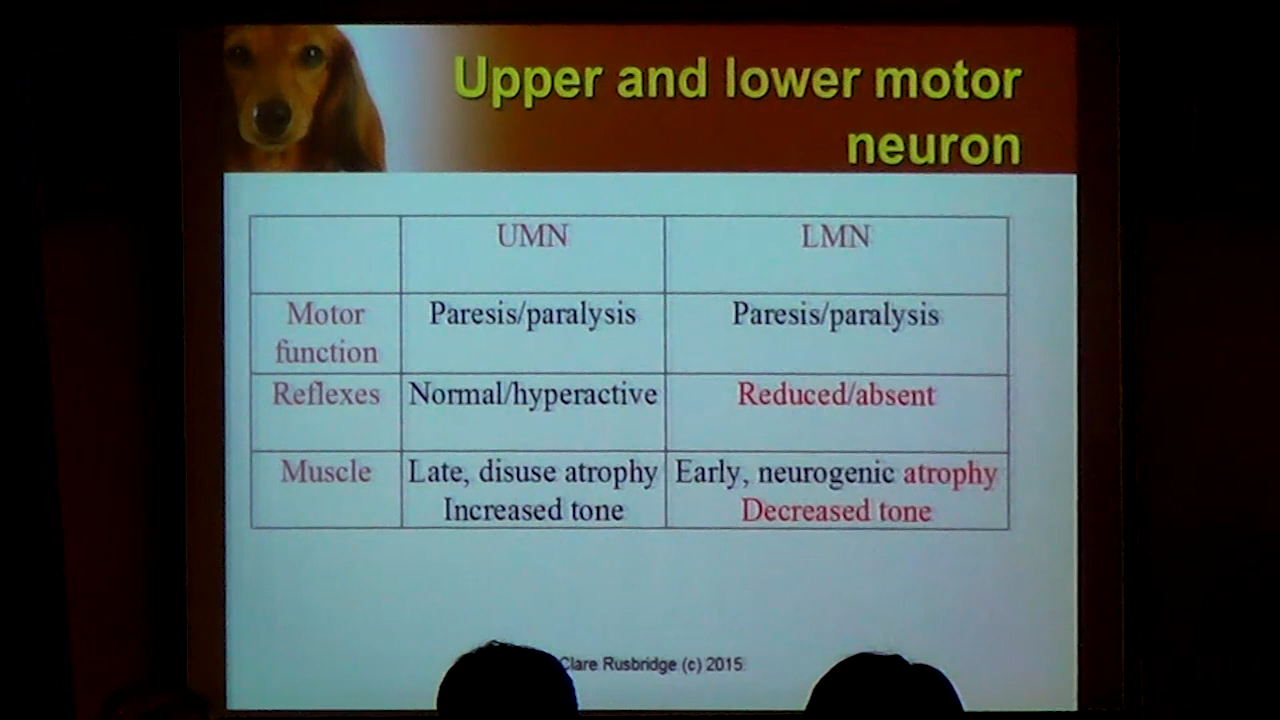 Upper and lower motor
neuron
UMN LMN
Motor function Paresis/paralysis Paresis/paralysis
Reflexes Normal/hyperactive Reduced/absent
Muscle Late, disuse atrophy Early, neurogenic atrophy
Increased tone Decreased tone
Clare Rusbridge (c) 2015